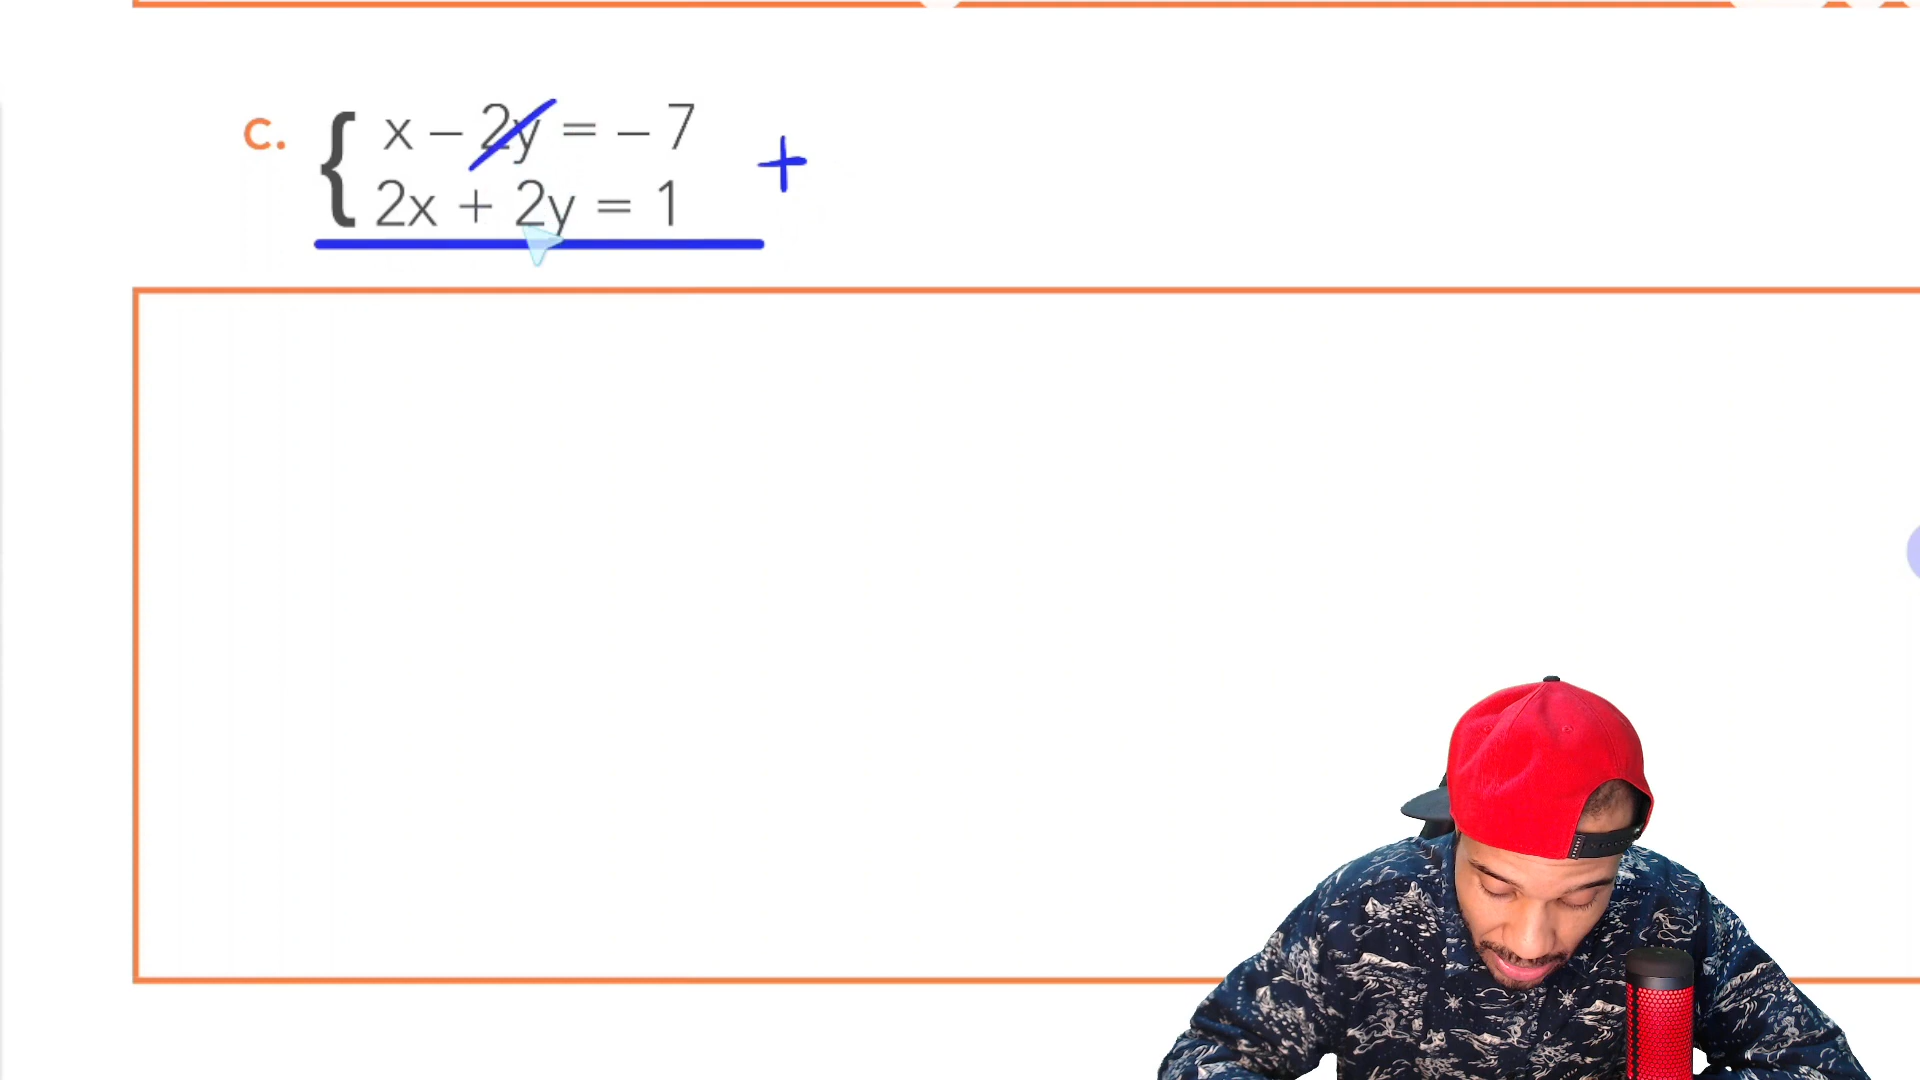 c. { x – 2y = – 7
2x + 2y = 1
+